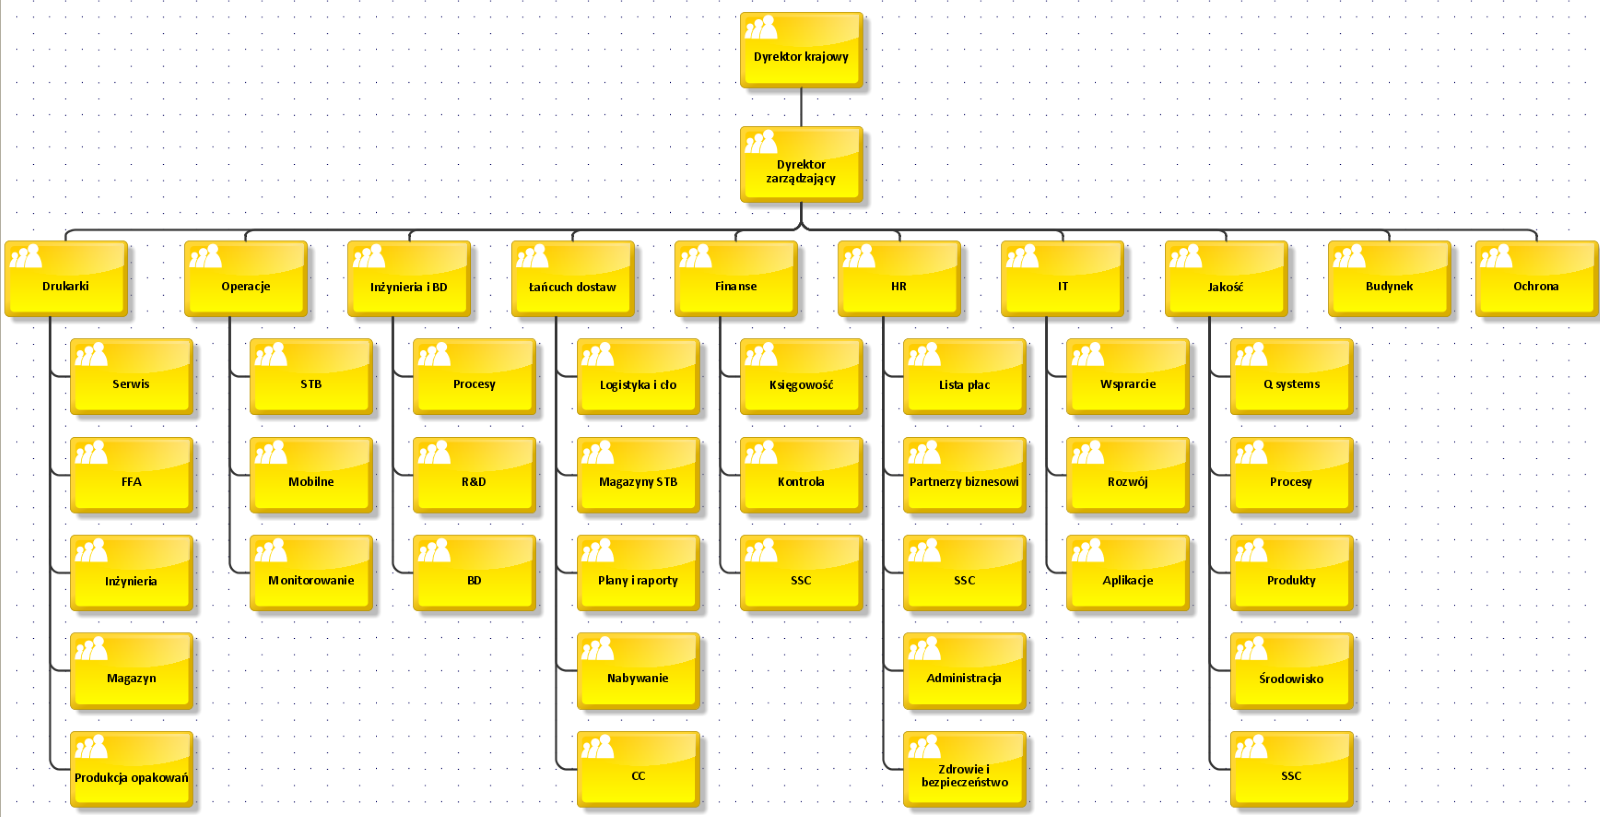 Dyrektor krajowy
Dyrektor
zarządzający
Drukarki
Operacje
Inżynieria i BD
Łańcuch dostaw
Finanse
HR
IT
Jakość
Budynek
Ochrona
Serwis
STB
Procesy
Logistyka i cło
Księgowość
Lista płac
Wsprarcie
Q systems
FFA
Mobilne
R&D
Magazyny STB
Kontrola
Partnerzy biznesowi
Rozwój
Procesy
Inżynieria
Monitorowanie
BD
Plany i raporty
SSC
SSC
Aplikacje
Produkty
Magazyn
Nabywanie
Administracja
Środowisko
Produkcja opakowań
CC
Zdrowie i
bezpieczeństwo
SSC